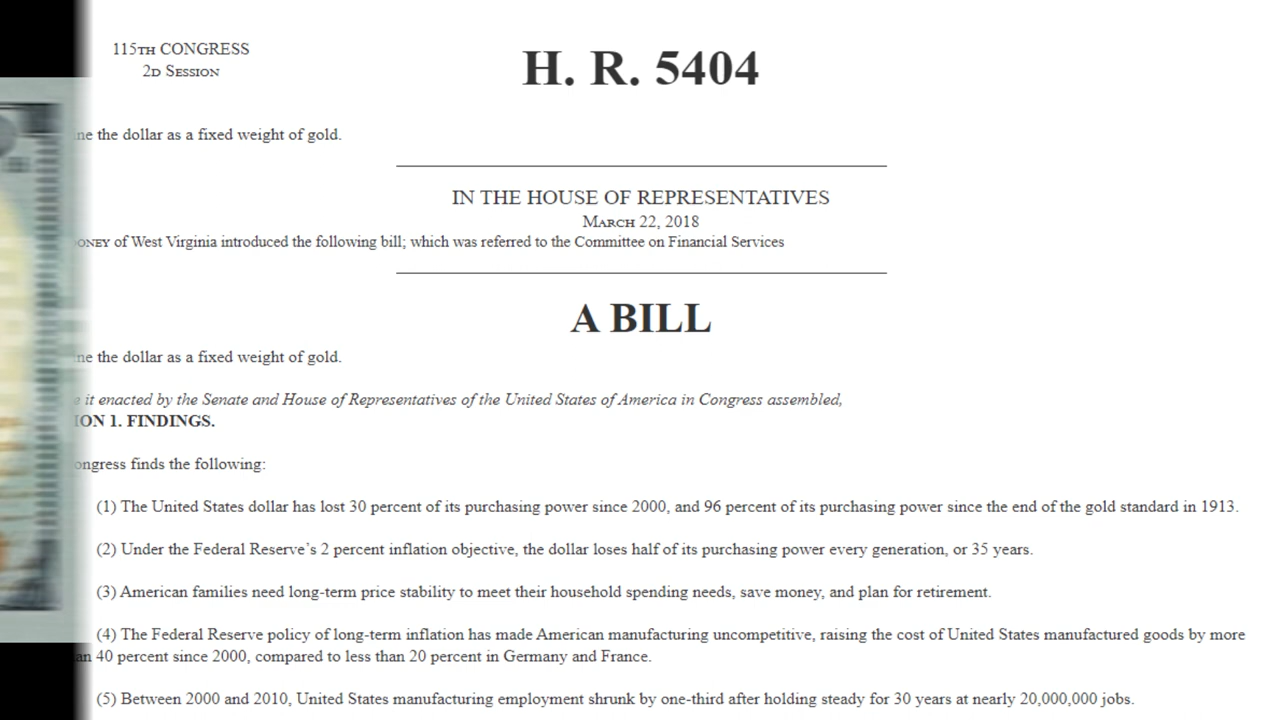 115TH CONGRESS
2D SESSION
H. R. 5404
the dollar as a fixed weight of gold.
IN THE HOUSE OF REPRESENTATIVES
MARCH 22, 2018
of West Virginia introduced the following bill; which was referred to the Committee on Financial Services
A BILL
the dollar as a fixed weight of gold.
it enacted by the Senate and House of Representatives of the United States of America in Congress assembled,
ION 1. FINDINGS.
ongress finds the following:
(1) The United States dollar has lost 30 percent of its purchasing power since 2000, and 96 percent of its purchasing power since the end of the gold standard in 1913.
(2) Under the Federal Reserve’s 2 percent inflation objective, the dollar loses half of its purchasing power every generation, or 35 years.
(3) American families need long-term price stability to meet their household spending needs, save money, and plan for retirement.
(4) The Federal Reserve policy of long-term inflation has made American manufacturing uncompetitive, raising the cost of United States manufactured goods by more
an 40 percent since 2000, compared to less than 20 percent in Germany and France.
(5) Between 2000 and 2010, United States manufacturing employment shrunk by one-third after holding steady for 30 years at nearly 20,000,000 jobs.